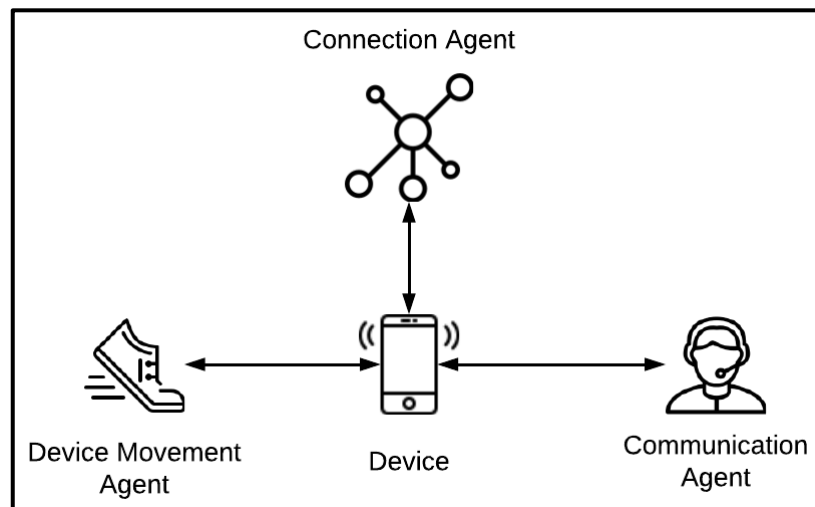 Connection Agent
Device Movement
Agent
Device
Communication
Agent